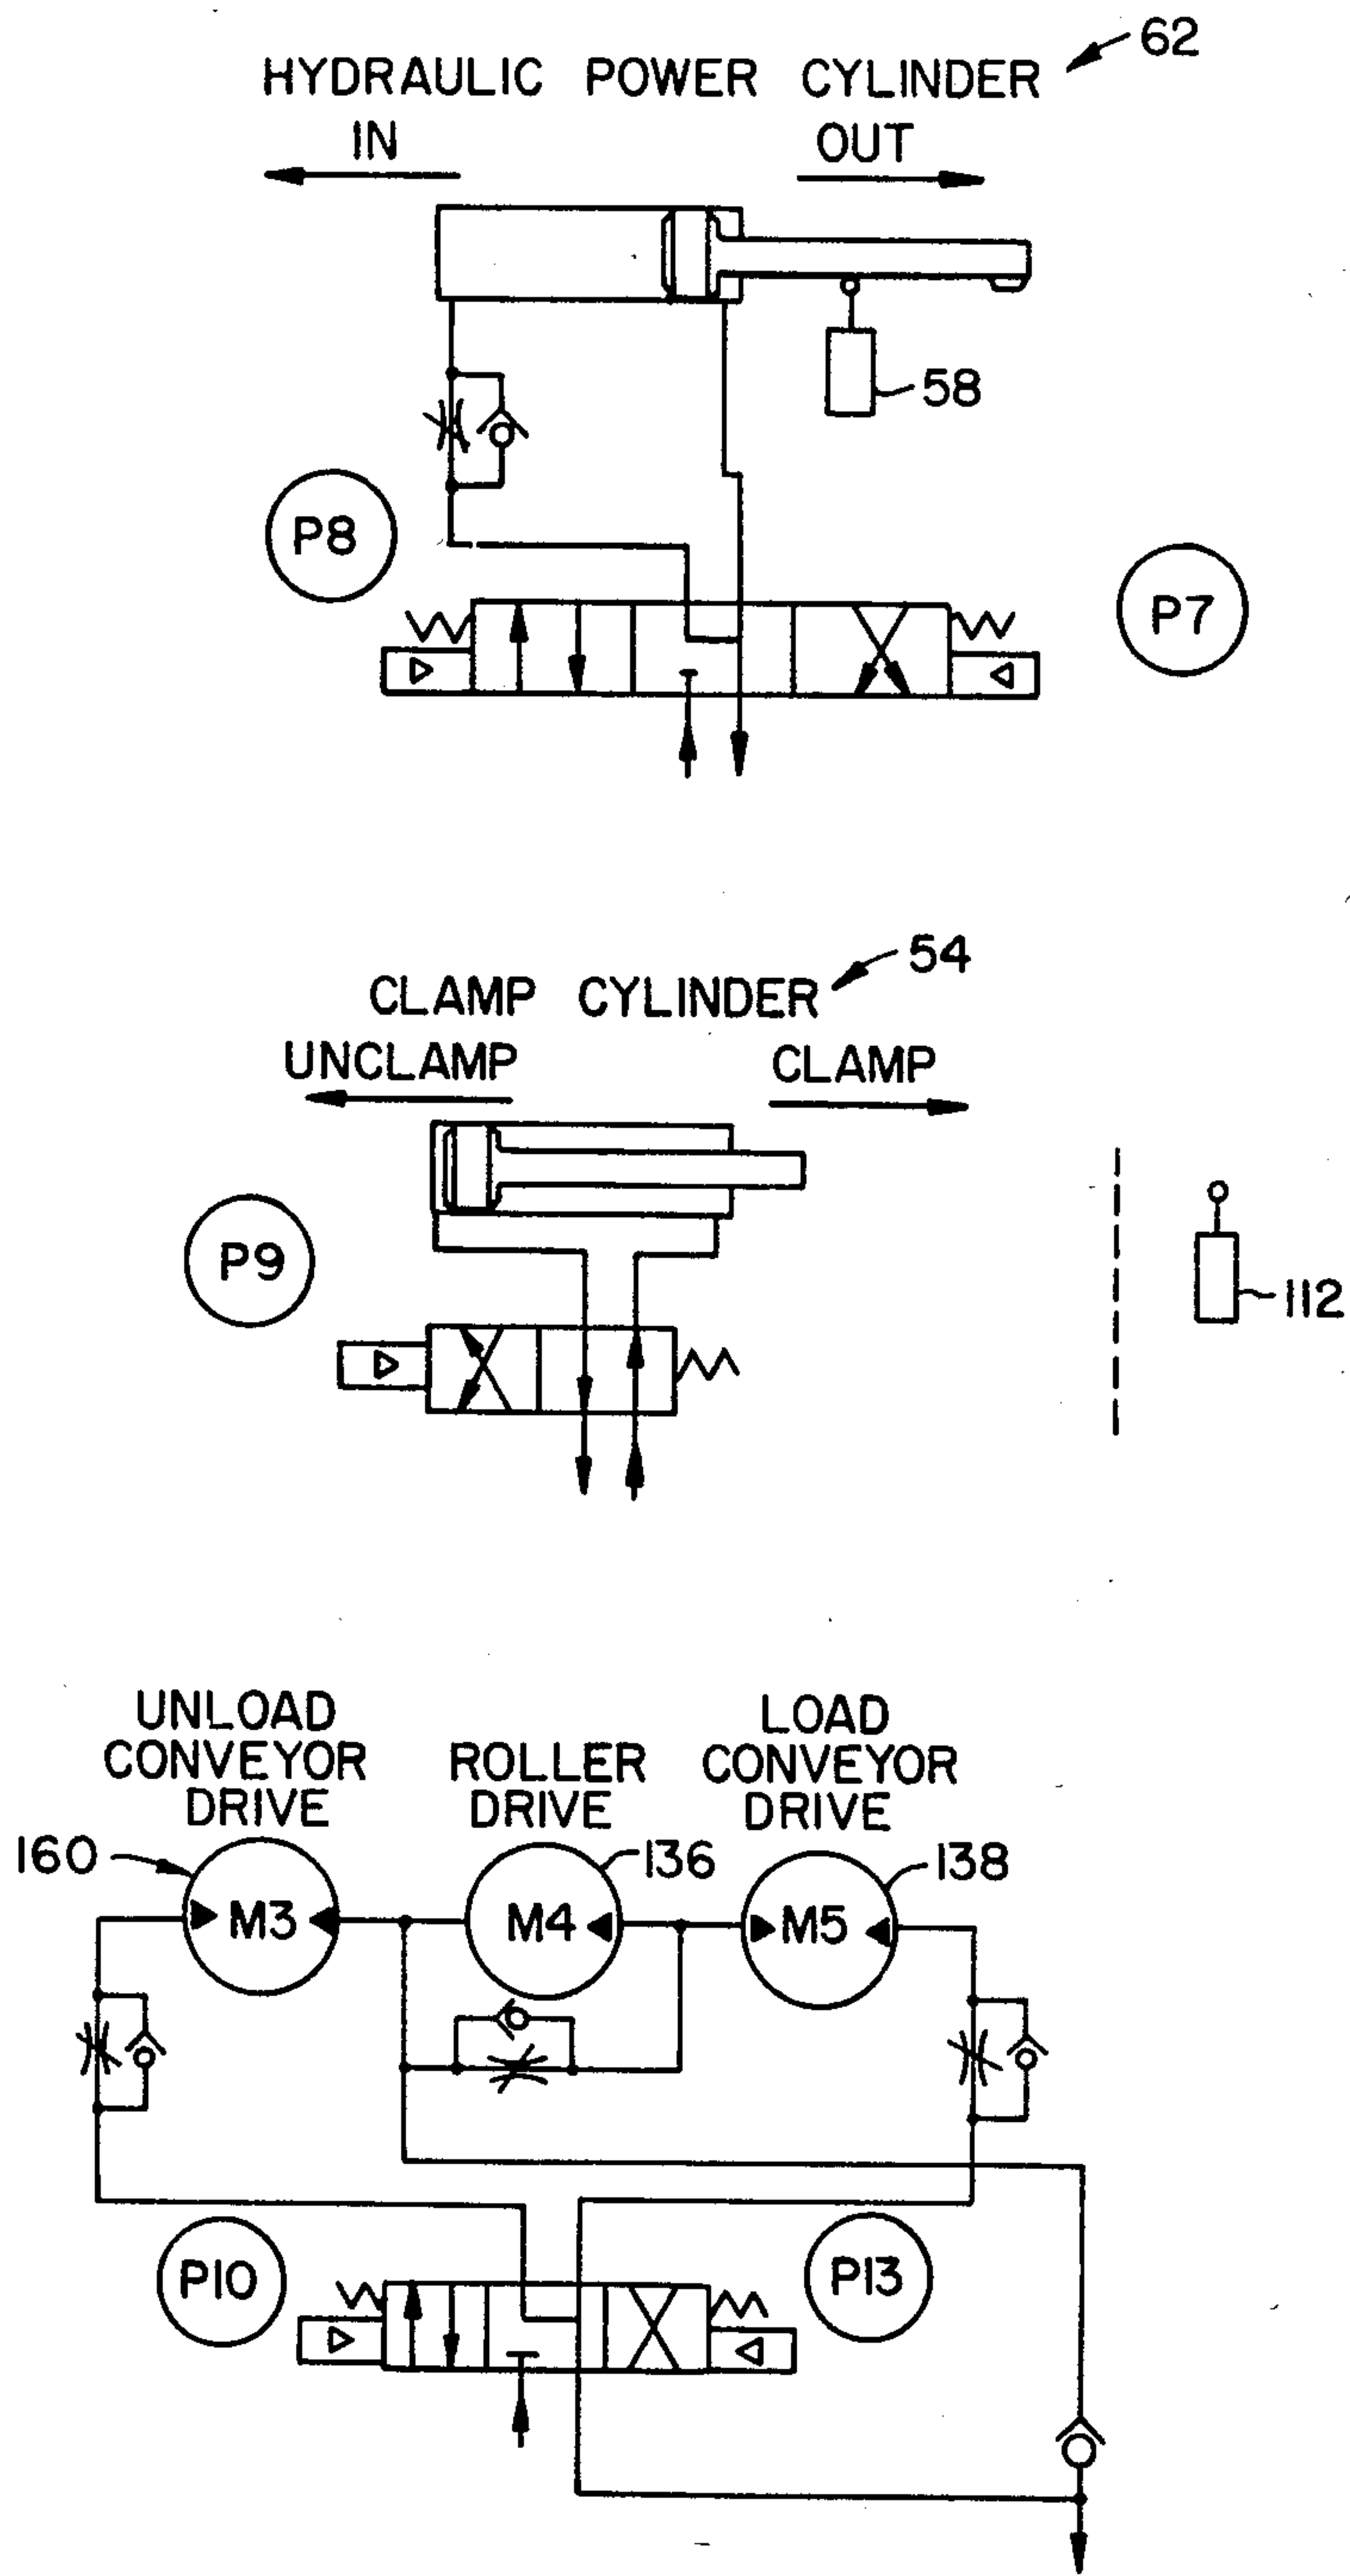 62
HYDRAULIC POWER CYLINDER
IN
OUT
58
P8
P7
54
CLAMP CYLINDER
UNCLAMP
CLAMP
P9
112
UNLOAD
CONVEYOR
DRIVE
ROLLER
DRIVE
LOAD
CONVEYOR
DRIVE
160
136
138
M3
M4
M5
P10
P13